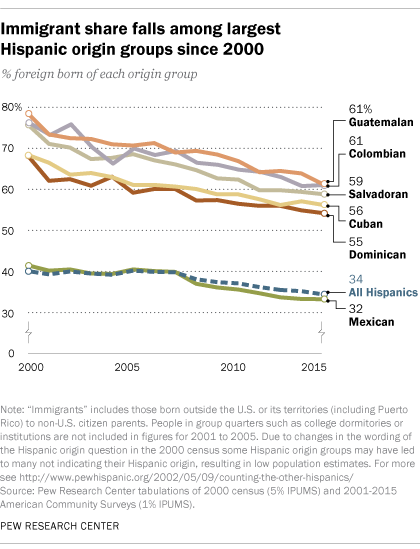 Immigrant share falls among largest
Hispanic origin groups since 2000
% foreign born of each origin group
80%
70
60
50
40
30
0
2000
2005
2010
2015
61%
Guatemalan
61
Colombian
59
Salvadoran
56
Cuban
55
Dominican
34
All Hispanics
32
Mexican
Note: “Immigrants” includes those born outside the U.S. or its territories (including Puerto
Rico) to non-U.S. citizen parents. People in group quarters such as college dormitories or
institutions are not included in figures for 2001 to 2005. Due to changes in the wording of
the Hispanic origin question in the 2000 census some Hispanic origin groups may have led
to many not indicating their Hispanic origin, resulting in low population estimates. For more
see http://www.pewhispanic.org/2002/05/09/counting-the-other-hispanics/
Source: Pew Research Center tabulations of 2000 census (5% IPUMS) and 2001-2015
American Community Surveys (1% IPUMS).
PEW RESEARCH CENTER